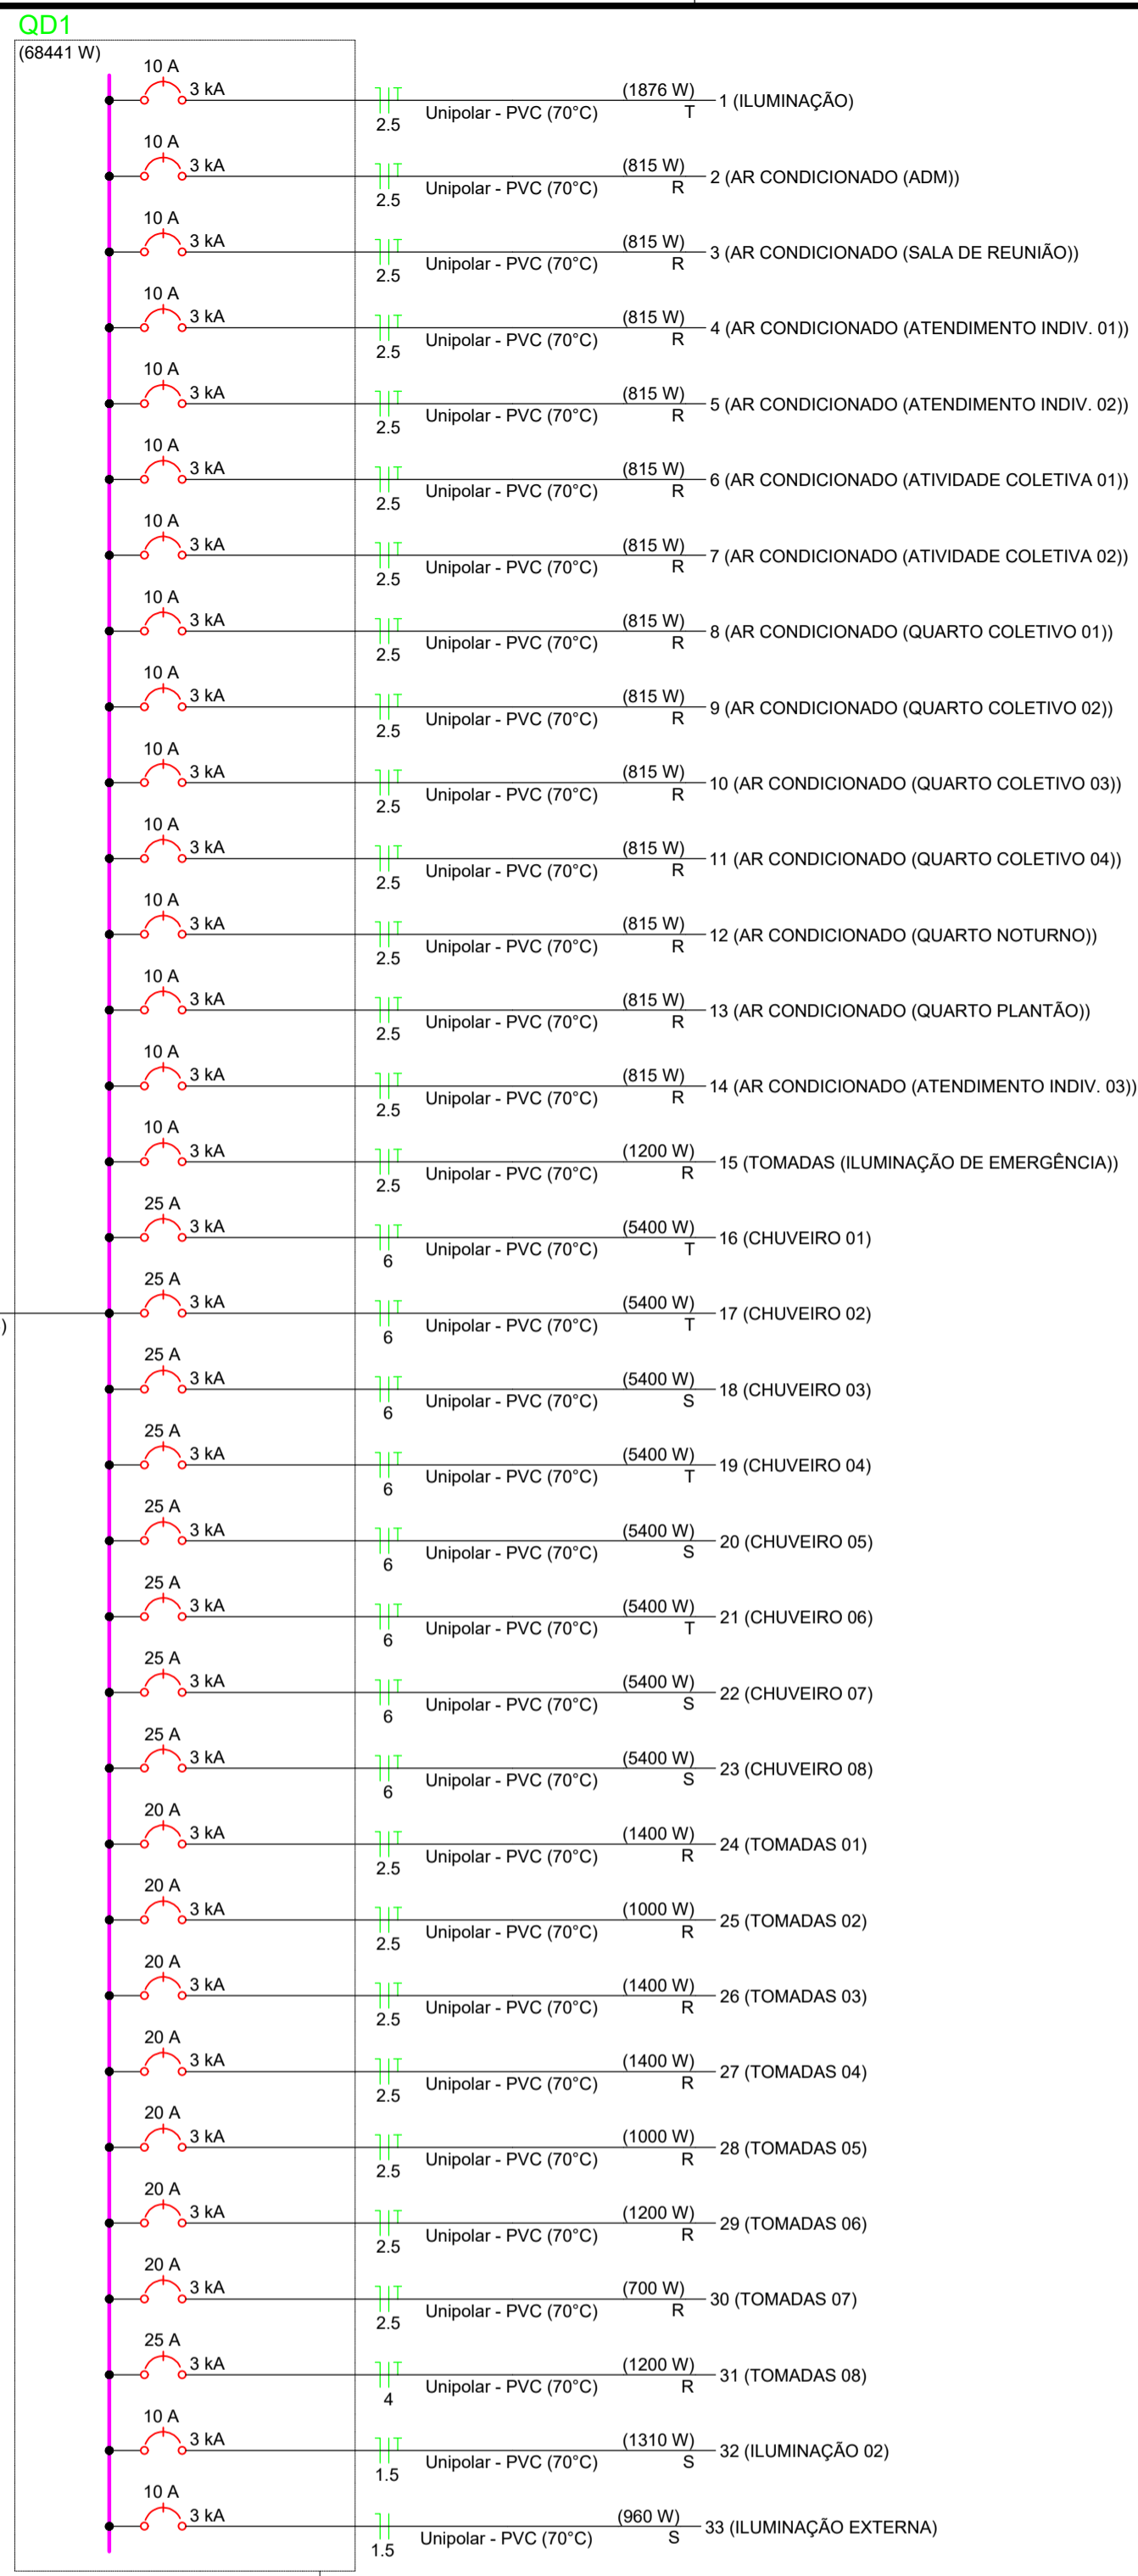 QD1
(68441 W)
10 A
3 kA
2.5
Unipolar - PVC (70°C)
(1876 W)
T
1 (ILUMINAÇÃO)
10 A
3 kA
2.5
Unipolar - PVC (70°C)
(815 W)
R
2 (AR CONDICIONADO (ADM))
10 A
3 kA
2.5
Unipolar - PVC (70°C)
(815 W)
R
3 (AR CONDICIONADO (SALA DE REUNIÃO))
10 A
3 kA
2.5
Unipolar - PVC (70°C)
(815 W)
R
4 (AR CONDICIONADO (ATENDIMENTO INDIV. 01))
10 A
3 kA
2.5
Unipolar - PVC (70°C)
(815 W)
R
5 (AR CONDICIONADO (ATENDIMENTO INDIV. 02))
10 A
3 kA
2.5
Unipolar - PVC (70°C)
(815 W)
R
6 (AR CONDICIONADO (ATIVIDADE COLETIVA 01))
10 A
3 kA
2.5
Unipolar - PVC (70°C)
(815 W)
R
7 (AR CONDICIONADO (ATIVIDADE COLETIVA 02))
10 A
3 kA
2.5
Unipolar - PVC (70°C)
(815 W)
R
8 (AR CONDICIONADO (QUARTO COLETIVO 01))
10 A
3 kA
2.5
Unipolar - PVC (70°C)
(815 W)
R
9 (AR CONDICIONADO (QUARTO COLETIVO 02))
10 A
3 kA
2.5
Unipolar - PVC (70°C)
(815 W)
R
10 (AR CONDICIONADO (QUARTO COLETIVO 03))
10 A
3 kA
2.5
Unipolar - PVC (70°C)
(815 W)
R
11 (AR CONDICIONADO (QUARTO COLETIVO 04))
10 A
3 kA
2.5
Unipolar - PVC (70°C)
(815 W)
R
12 (AR CONDICIONADO (QUARTO NOTURNO))
10 A
3 kA
2.5
Unipolar - PVC (70°C)
(815 W)
R
13 (AR CONDICIONADO (QUARTO PLANTÃO))
10 A
3 kA
2.5
Unipolar - PVC (70°C)
(815 W)
R
14 (AR CONDICIONADO (ATENDIMENTO INDIV. 03))
10 A
3 kA
2.5
Unipolar - PVC (70°C)
(1200 W)
R
15 (TOMADAS (ILUMINAÇÃO DE EMERGÊNCIA))
25 A
3 kA
6
Unipolar - PVC (70°C)
(5400 W)
T
16 (CHUVEIRO 01)
)
25 A
3 kA
6
Unipolar - PVC (70°C)
(5400 W)
T
17 (CHUVEIRO 02)
25 A
3 kA
6
Unipolar - PVC (70°C)
(5400 W)
S
18 (CHUVEIRO 03)
25 A
3 kA
6
Unipolar - PVC (70°C)
(5400 W)
T
19 (CHUVEIRO 04)
25 A
3 kA
6
Unipolar - PVC (70°C)
(5400 W)
S
20 (CHUVEIRO 05)
25 A
3 kA
6
Unipolar - PVC (70°C)
(5400 W)
T
21 (CHUVEIRO 06)
25 A
3 kA
6
Unipolar - PVC (70°C)
(5400 W)
S
22 (CHUVEIRO 07)
25 A
3 kA
6
Unipolar - PVC (70°C)
(5400 W)
S
23 (CHUVEIRO 08)
20 A
3 kA
2.5
Unipolar - PVC (70°C)
(1400 W)
R
24 (TOMADAS 01)
20 A
3 kA
2.5
Unipolar - PVC (70°C)
(1000 W)
R
25 (TOMADAS 02)
20 A
3 kA
2.5
Unipolar - PVC (70°C)
(1400 W)
R
26 (TOMADAS 03)
20 A
3 kA
2.5
Unipolar - PVC (70°C)
(1400 W)
R
27 (TOMADAS 04)
20 A
3 kA
2.5
Unipolar - PVC (70°C)
(1000 W)
R
28 (TOMADAS 05)
20 A
3 kA
2.5
Unipolar - PVC (70°C)
(1200 W)
R
29 (TOMADAS 06)
20 A
3 kA
2.5
Unipolar - PVC (70°C)
(700 W)
R
30 (TOMADAS 07)
25 A
3 kA
4
Unipolar - PVC (70°C)
(1200 W)
R
31 (TOMADAS 08)
10 A
3 kA
1.5
Unipolar - PVC (70°C)
(1310 W)
S
32 (ILUMINAÇÃO 02)
10 A
3 kA
1.5
Unipolar - PVC (70°C)
(960 W)
S
33 (ILUMINAÇÃO EXTERNA)